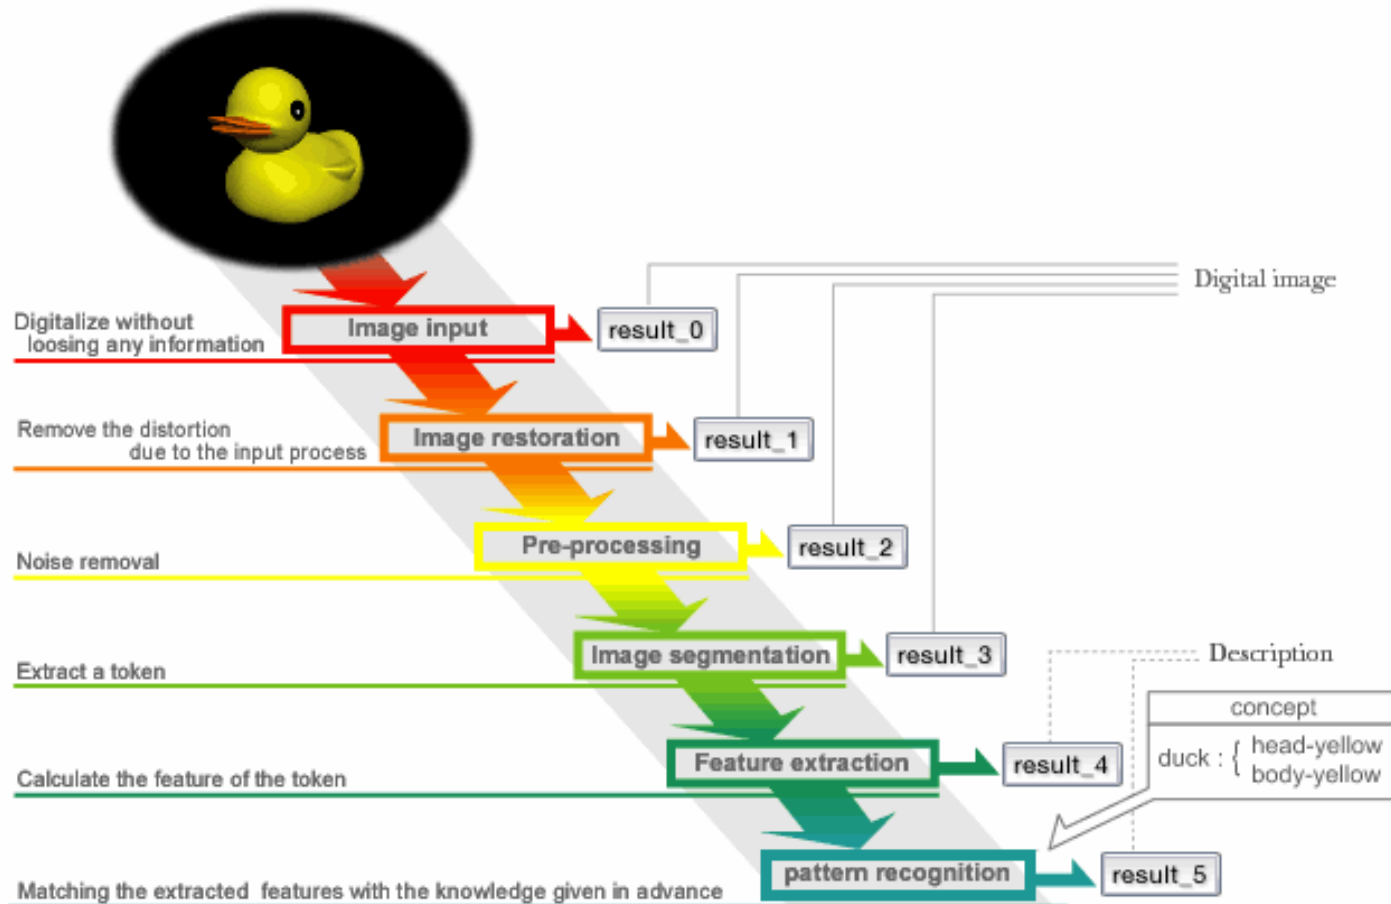 Digital image
Digitalize without
loosing any information
Image input
result_0
Remove the distortion
due to the input process
Image restoration
result_1
Noise removal
Pre-processing
result_2
Extract a token
Image segmentation
result_3
Description
concept
duck : { head-yellow
body-yellow
Calculate the feature of the token
Feature extraction
result_4
Matching the extracted features with the knowledge given in advance
pattern recognition
result_5